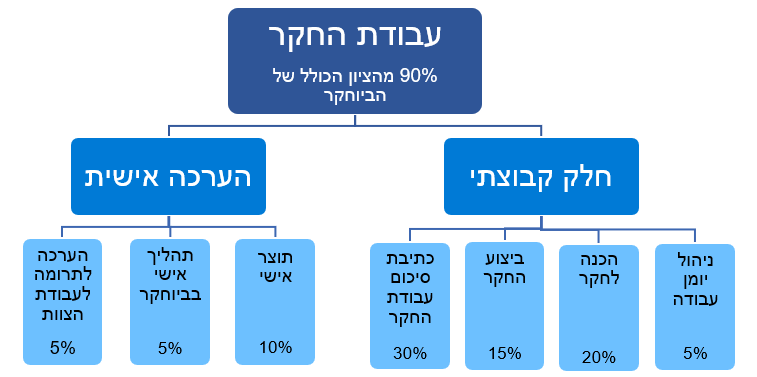 עבודת החקר
90% מהציון הכולל של
הביוחקר
חלק קבוצתי
הערכה אישית
ניהול
יומן
עבודה
5%
הכנה
לחקר
20%
ביצוע
החקר
15%
כתיבת
סיכום
עבודת
החקר
30%
תוצר
אישי
10%
תהליך
אישי
בביוחקר
5%
הערכה
לתרומה
לעבודת
הצוות
5%